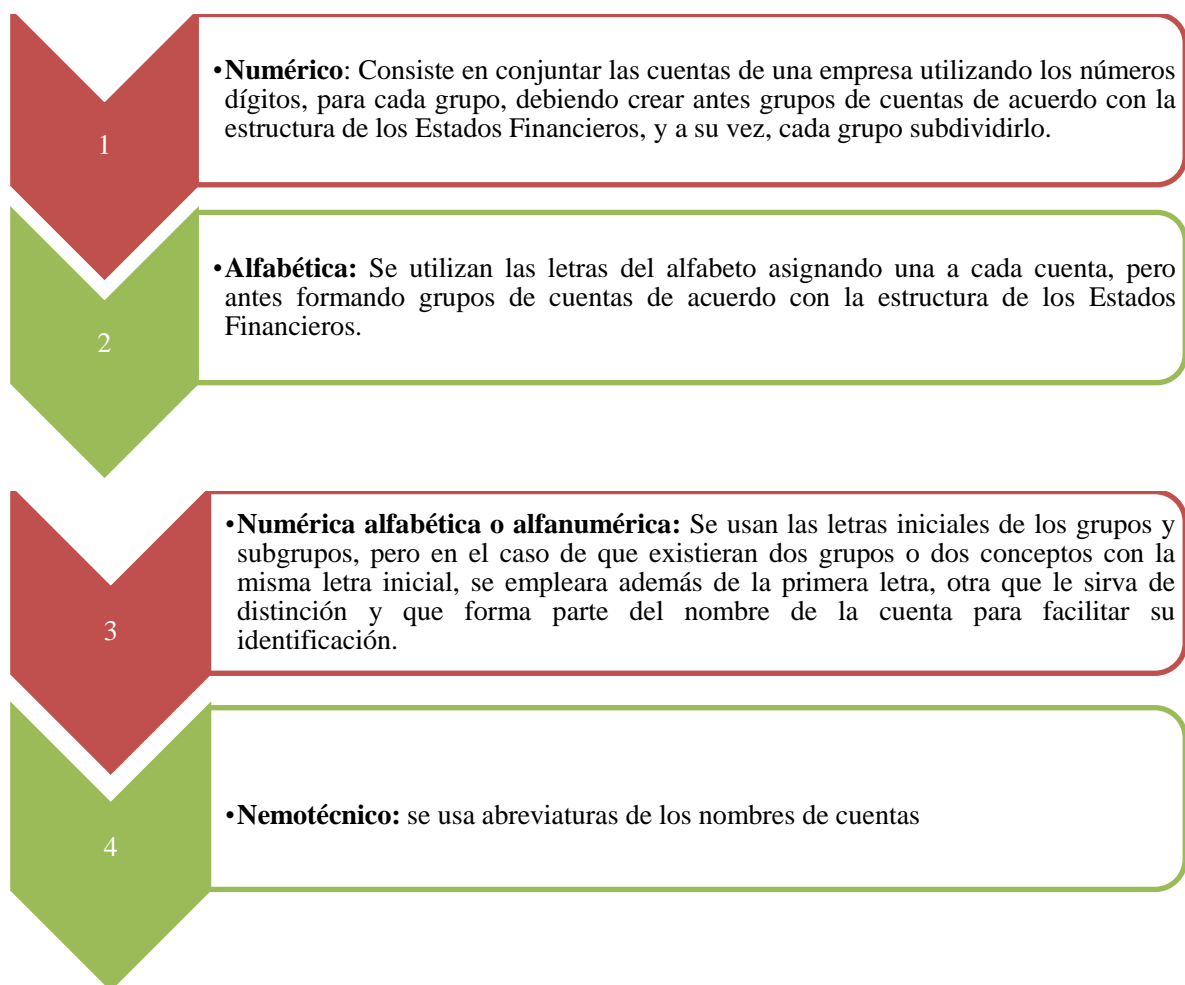 •Numérico: Consiste en conjuntar las cuentas de una empresa utilizando los números
dígitos, para cada grupo, debiendo crear antes grupos de cuentas de acuerdo con la
estructura de los Estados Financieros, y a su vez, cada grupo subdividirlo.
1
•Alfabética: Se utilizan las letras del alfabeto asignando una a cada cuenta, pero
antes formando grupos de cuentas de acuerdo con la estructura de los Estados
Financieros.
2
•Numérica alfabética o alfanumérica: Se usan las letras iniciales de los grupos y
subgrupos, pero en el caso de que existieran dos grupos o dos conceptos con la
misma letra inicial, se empleara además de la primera letra, otra que le sirva de
distinción y que forma parte del nombre de la cuenta para facilitar su
identificación.
3
•Nemotécnico: se usa abreviaturas de los nombres de cuentas
4